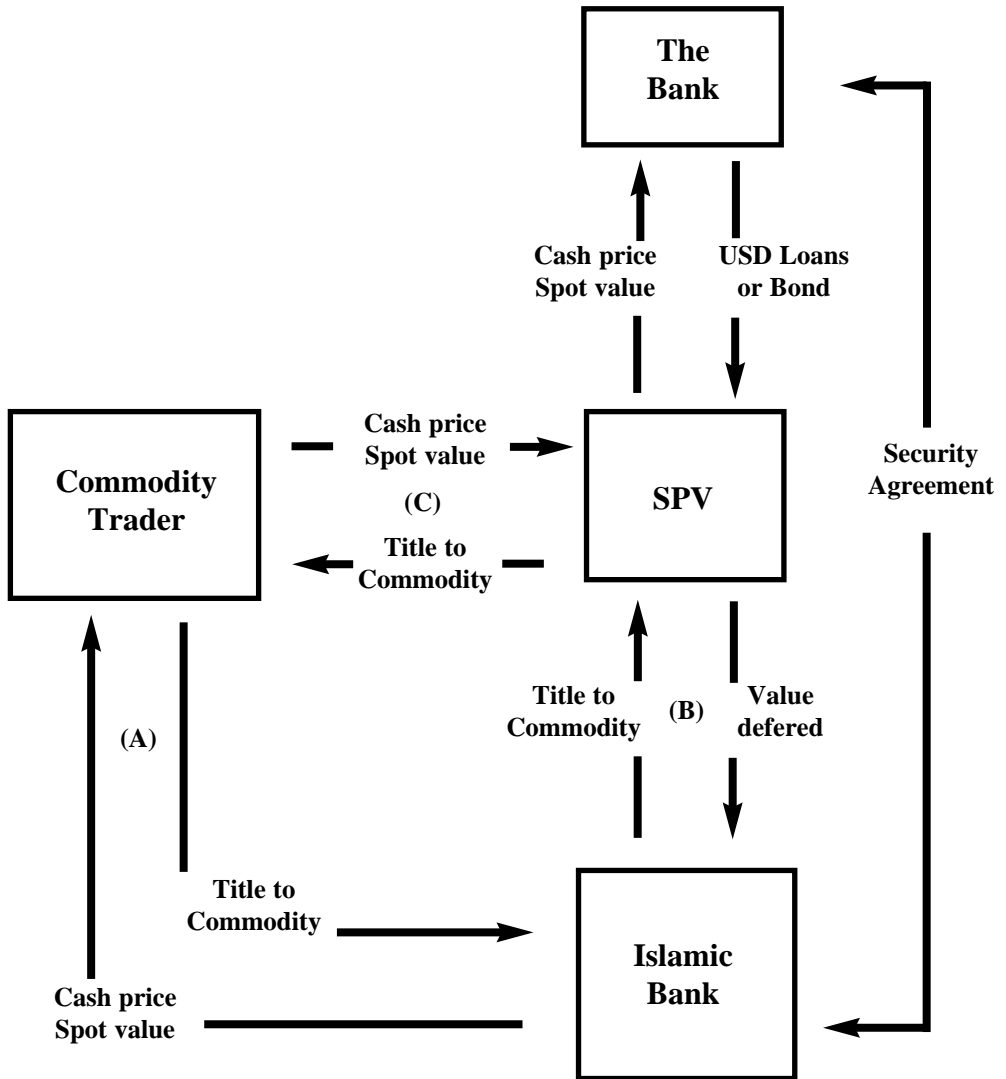 The
Bank
Cash price
Spot value
USD Loans
or Bond
Commodity
Trader
Cash price
Spot value
(C)
Title to
Commodity
SPV
Security
Agreement
(A)
Title to
Commodity
(B)
Value
defered
Title to
Commodity
Cash price
Spot value
Islamic
Bank